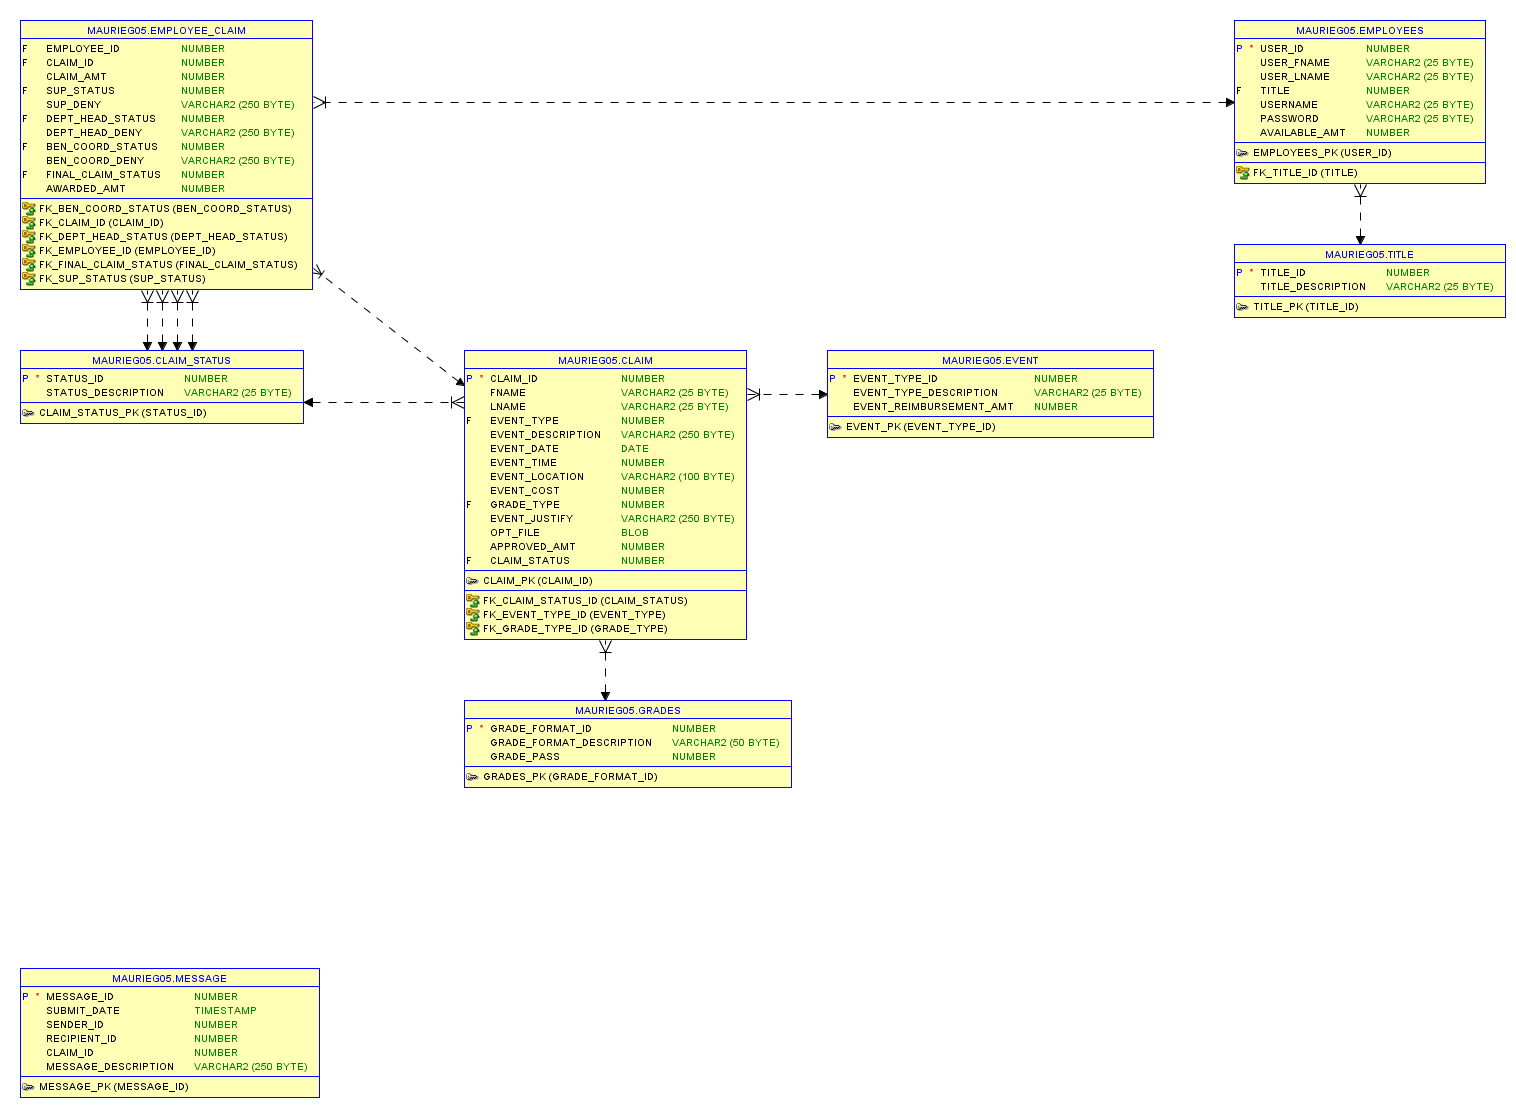 MAURIEG05.EMPLOYEE_CLAIM
F EMPLOYEE_ID NUMBER
F CLAIM_ID NUMBER
CLAIM_AMT NUMBER
F SUP_STATUS NUMBER
SUP_DENY VARCHAR2 (250 BYTE)
F DEPT_HEAD_STATUS NUMBER
DEPT_HEAD_DENY VARCHAR2 (250 BYTE)
F BEN_COORD_STATUS NUMBER
BEN_COORD_DENY VARCHAR2 (250 BYTE)
F FINAL_CLAIM_STATUS NUMBER
AWARDED_AMT NUMBER
FK_BEN_COORD_STATUS (BEN_COORD_STATUS)
FK_CLAIM_ID (CLAIM_ID)
FK_DEPT_HEAD_STATUS (DEPT_HEAD_STATUS)
FK_EMPLOYEE_ID (EMPLOYEE_ID)
FK_FINAL_CLAIM_STATUS (FINAL_CLAIM_STATUS)
FK_SUP_STATUS (SUP_STATUS)
MAURIEG05.EMPLOYEES
P * USER_ID NUMBER
USER_FNAME VARCHAR2 (25 BYTE)
USER_LNAME VARCHAR2 (25 BYTE)
F TITLE NUMBER
USERNAME VARCHAR2 (25 BYTE)
PASSWORD VARCHAR2 (25 BYTE)
AVAILABLE_AMT NUMBER
EMPLOYEES_PK (USER_ID)
FK_TITLE_ID (TITLE)
MAURIEG05.TITLE
P * TITLE_ID NUMBER
TITLE_DESCRIPTION VARCHAR2 (25 BYTE)
TITLE_PK (TITLE_ID)
MAURIEG05.CLAIM_STATUS
P * STATUS_ID NUMBER
STATUS_DESCRIPTION VARCHAR2 (25 BYTE)
CLAIM_STATUS_PK (STATUS_ID)
MAURIEG05.CLAIM
P * CLAIM_ID NUMBER
FNAME VARCHAR2 (25 BYTE)
LNAME VARCHAR2 (25 BYTE)
F EVENT_TYPE NUMBER
EVENT_DESCRIPTION VARCHAR2 (250 BYTE)
EVENT_DATE DATE
EVENT_TIME NUMBER
EVENT_LOCATION VARCHAR2 (100 BYTE)
EVENT_COST NUMBER
F GRADE_TYPE NUMBER
EVENT_JUSTIFY VARCHAR2 (250 BYTE)
OPT_FILE BLOB
APPROVED_AMT NUMBER
F CLAIM_STATUS NUMBER
CLAIM_PK (CLAIM_ID)
FK_CLAIM_STATUS_ID (CLAIM_STATUS)
FK_EVENT_TYPE_ID (EVENT_TYPE)
FK_GRADE_TYPE_ID (GRADE_TYPE)
MAURIEG05.EVENT
P * EVENT_TYPE_ID NUMBER
EVENT_TYPE_DESCRIPTION VARCHAR2 (25 BYTE)
EVENT_REIMBURSEMENT_AMT NUMBER
EVENT_PK (EVENT_TYPE_ID)
MAURIEG05.GRADES
P * GRADE_FORMAT_ID NUMBER
GRADE_FORMAT_DESCRIPTION VARCHAR2 (50 BYTE)
GRADE_PASS NUMBER
GRADES_PK (GRADE_FORMAT_ID)
MAURIEG05.MESSAGE
P * MESSAGE_ID NUMBER
SUBMIT_DATE TIMESTAMP
SENDER_ID NUMBER
RECIPIENT_ID NUMBER
CLAIM_ID NUMBER
MESSAGE_DESCRIPTION VARCHAR2 (250 BYTE)
MESSAGE_PK (MESSAGE_ID)